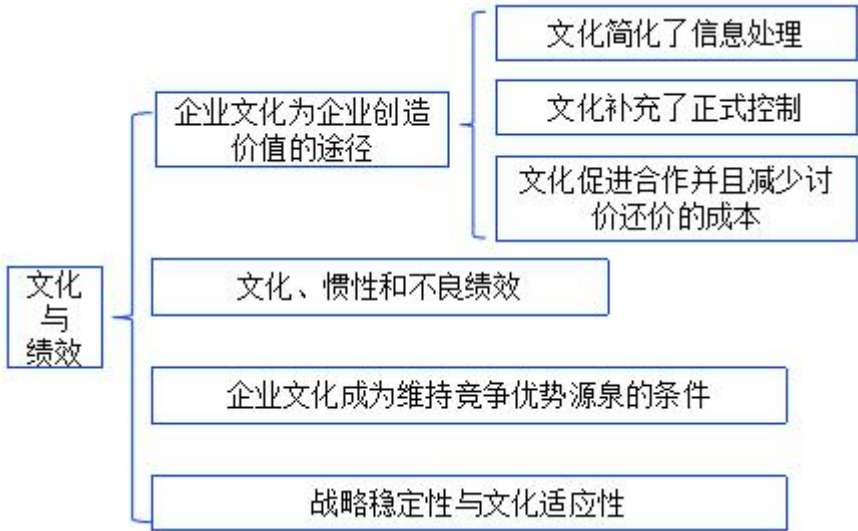 文化
与
绩效
企业文化为企业创造
价值的途径
文化简化了信息处理
文化补充了正式控制
文化促进合作并且减少讨
价还价的成本
文化、惯性和不良绩效
企业文化成为维持竞争优势源泉的条件
战略稳定性与文化适应性